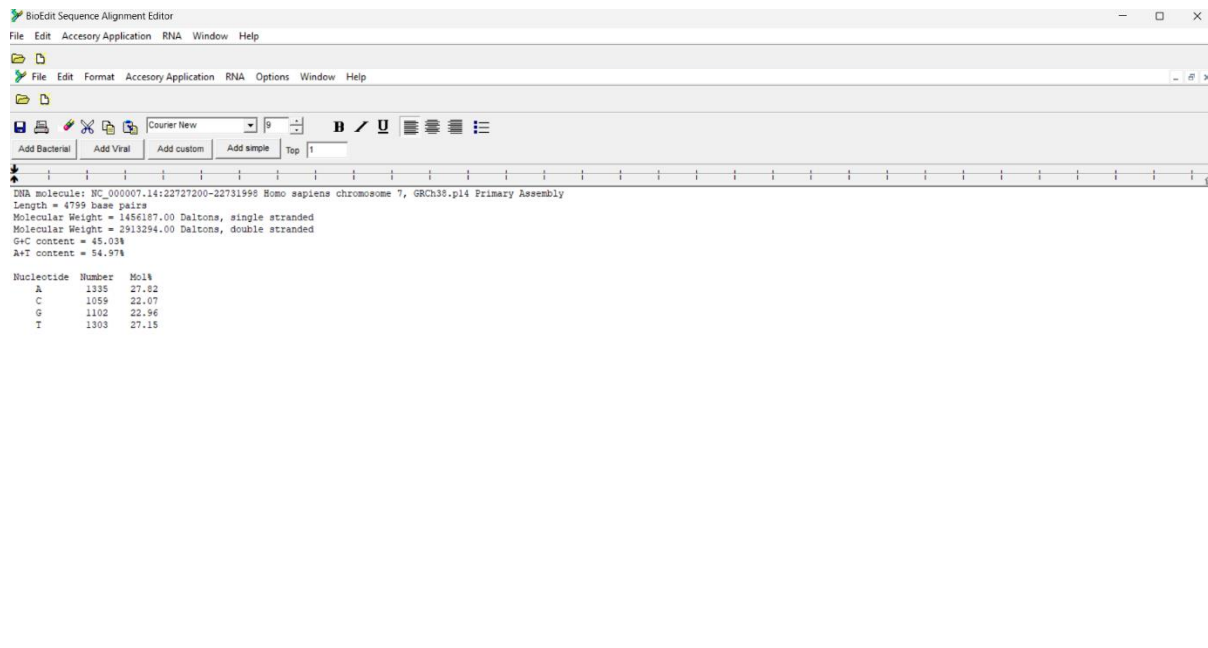 BioEdit Sequence Alignment Editor
File Edit Accesory Application RNA Window Help
File Edit Format Accesory Application RNA Options Window Help
Courier New 9 B I U
Add Bacterial Add Viral Add custom Add simple Top 1
DNA molecule: NC_000007.14:22727200-22731998 Homo sapiens chromosome 7, GRCh38.p14 Primary Assembly
Length = 4799 base pairs
Molecular Weight = 1456187.00 Daltons, single stranded
Molecular Weight = 2913294.00 Daltons, double stranded
G+C content = 45.03%
A+T content = 54.97%
Nucleotide Number Mol%
A 1335 27.82
C 1059 22.07
G 1102 22.96
T 1303 27.15